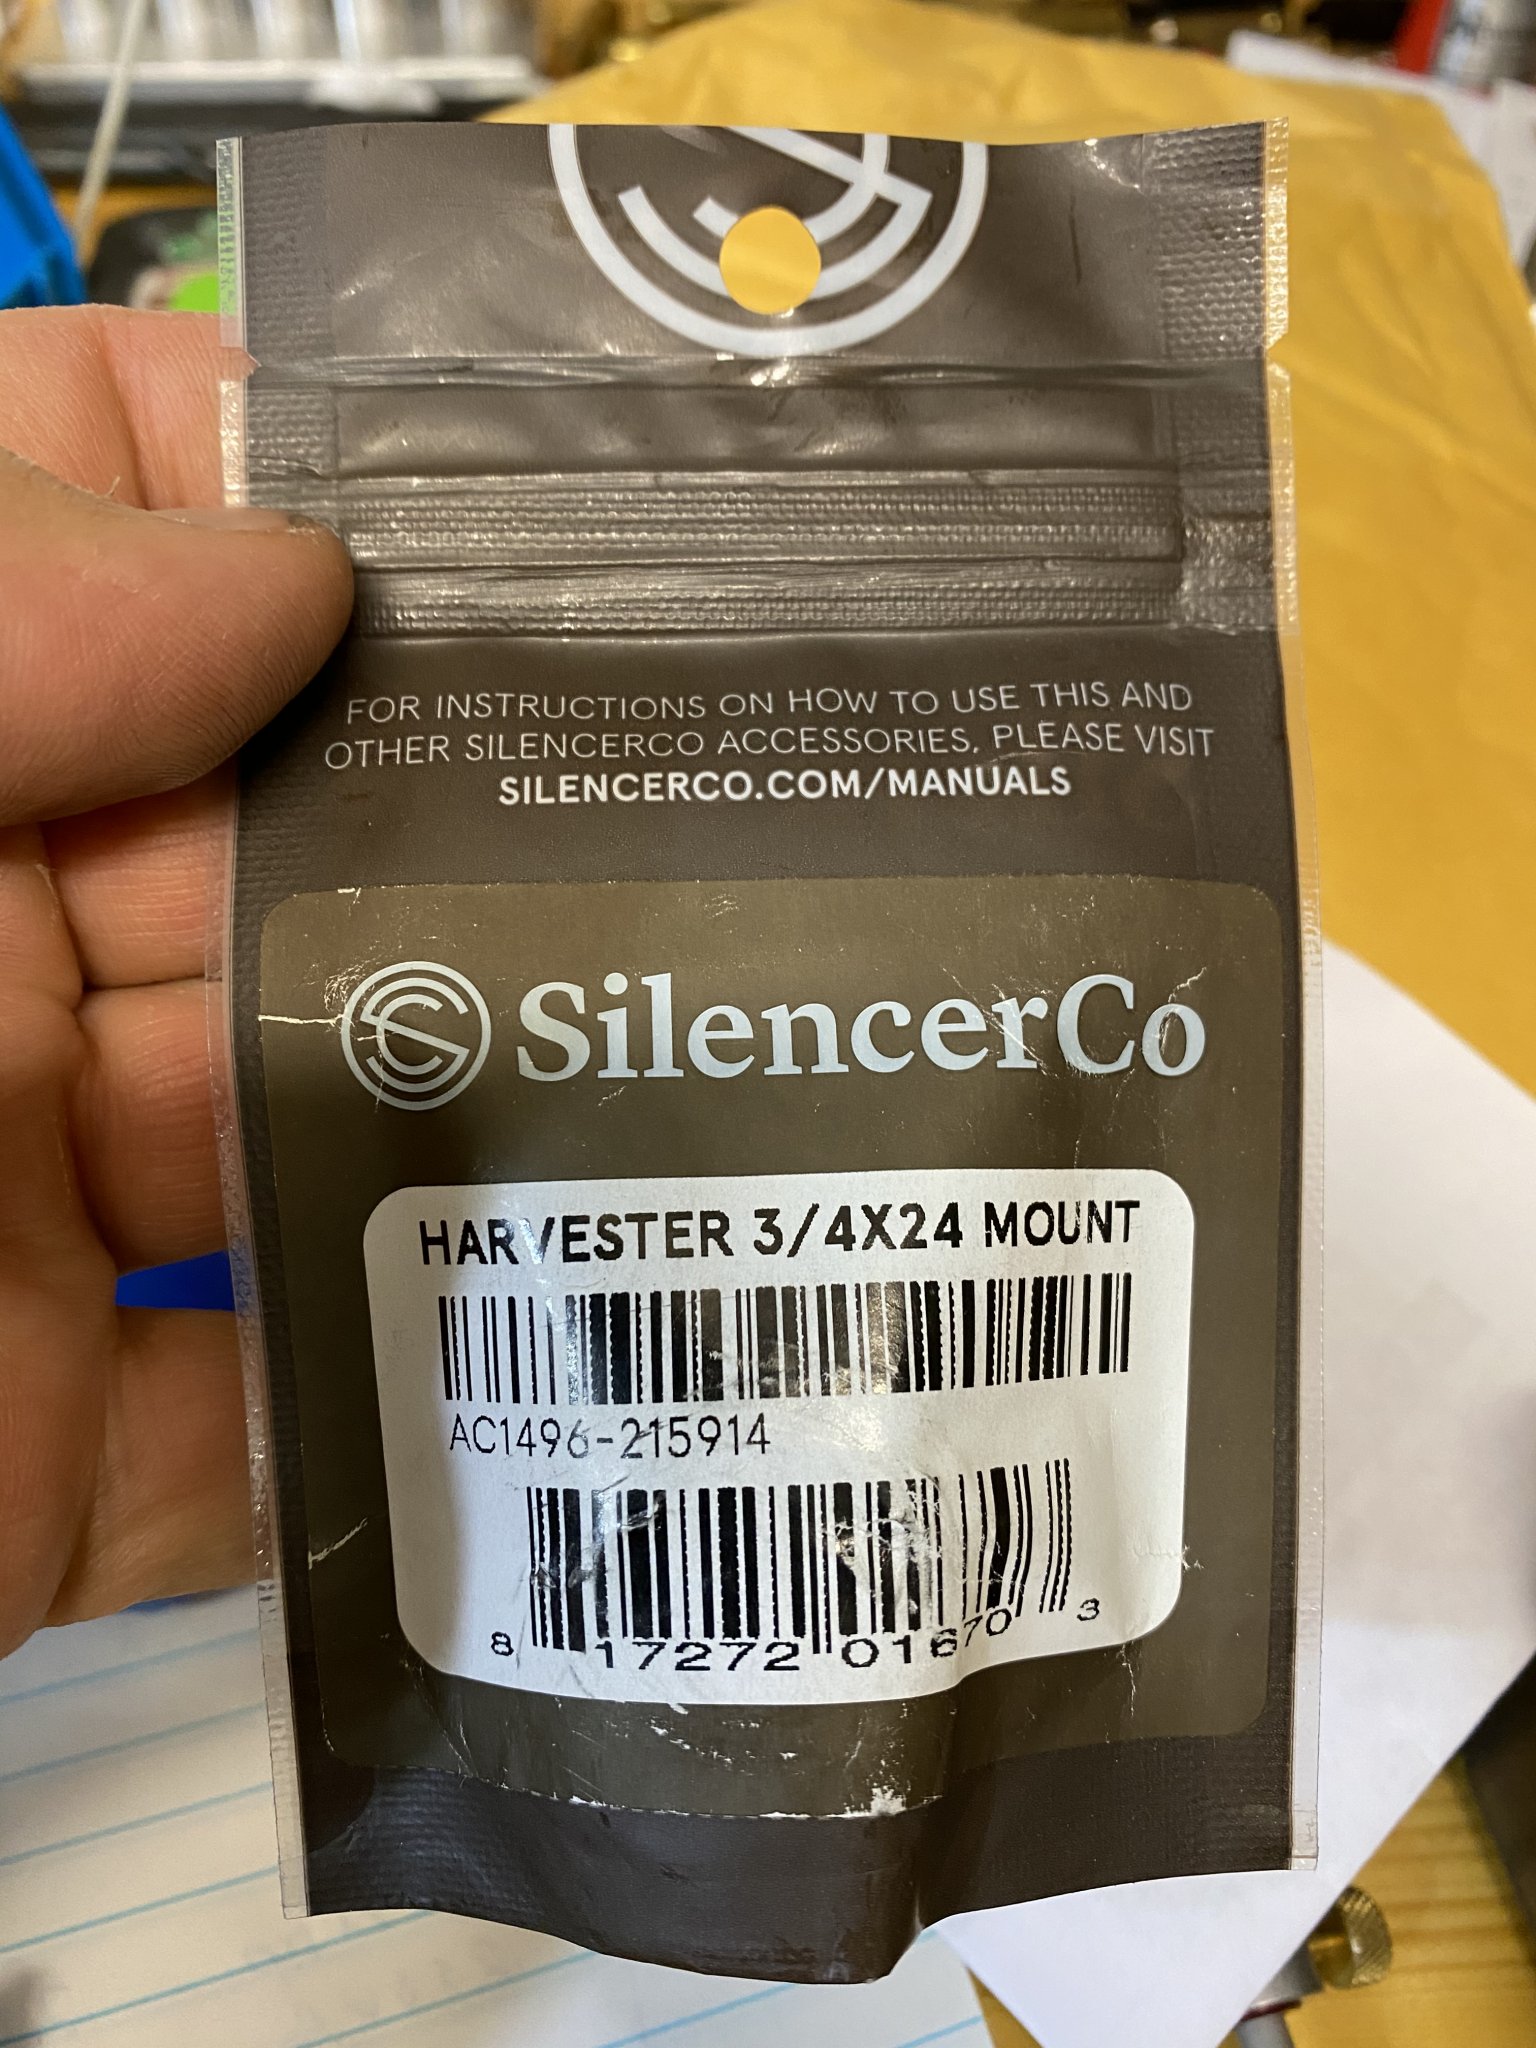 FOR INSTRUCTIONS ON HOW TO USE THIS AND
OTHER SILENCERCO ACCESSORIES, PLEASE VISIT
SILENCERCO.COM/MANUALS
SilencerCo
HARVESTER 3/4X24 MOUNT
AC1496-215914
8 17272 01670 3